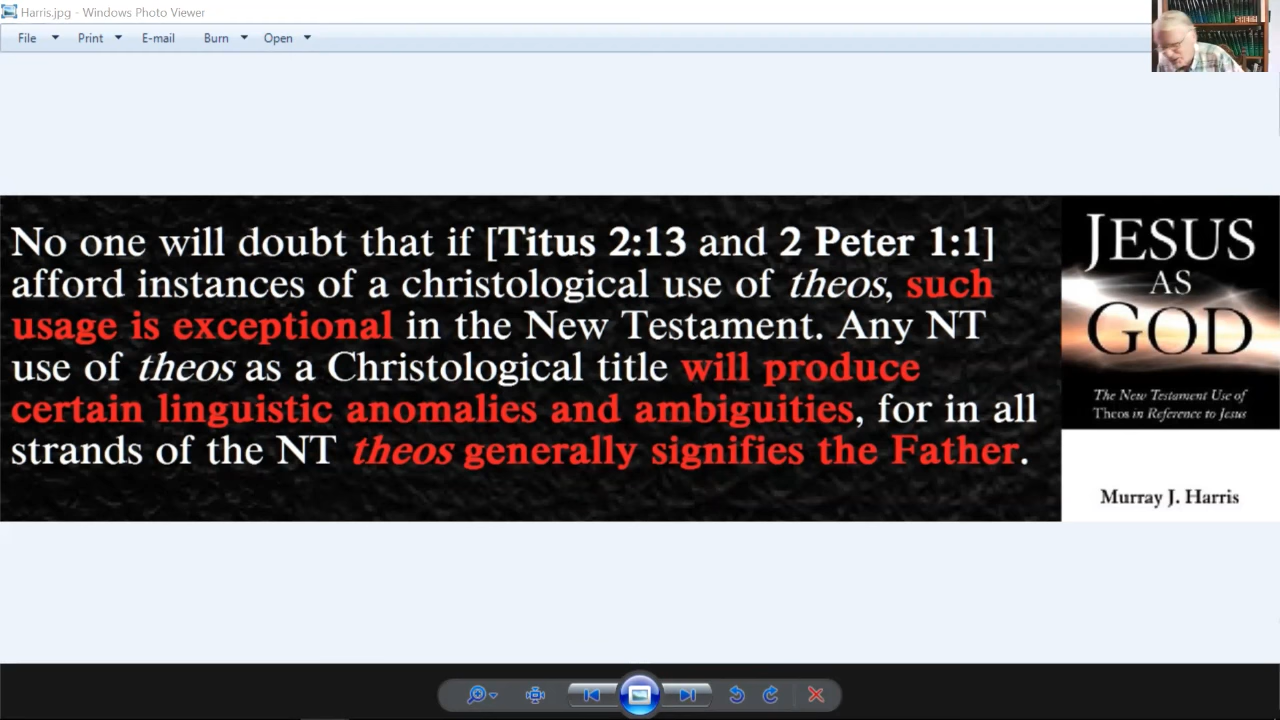 Harris.jpg - Windows Photo Viewer
File Print E-mail Burn Open
No one will doubt that if [Titus 2:13 and 2 Peter 1:1]
afford instances of a christological use of theos, such
usage is exceptional in the New Testament. Any NT
use of theos as a Christological title will produce
certain linguistic anomalies and ambiguities, for in all
strands of the NT theos generally signifies the Father.
JESUS
AS
GOD
The New Testament Use of
Theos in Reference to Jesus
Murray J. Harris